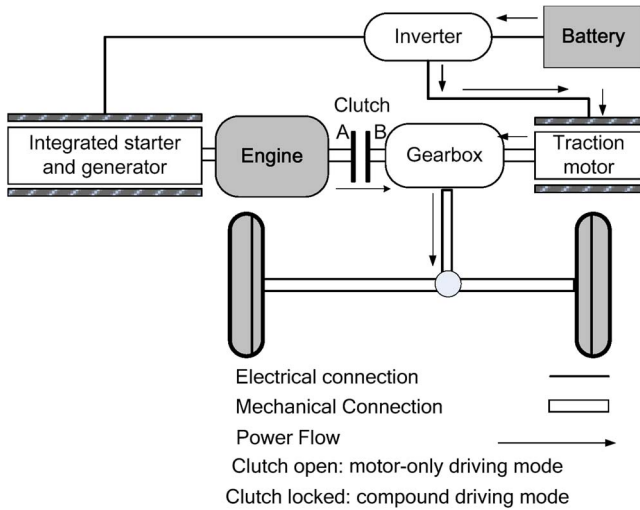 Inverter
Battery
Clutch
A B
Integrated starter
and generator
Engine
Gearbox
Traction
motor
Electrical connection
Mechanical Connection
Power Flow
Clutch open: motor-only driving mode
Clutch locked: compound driving mode